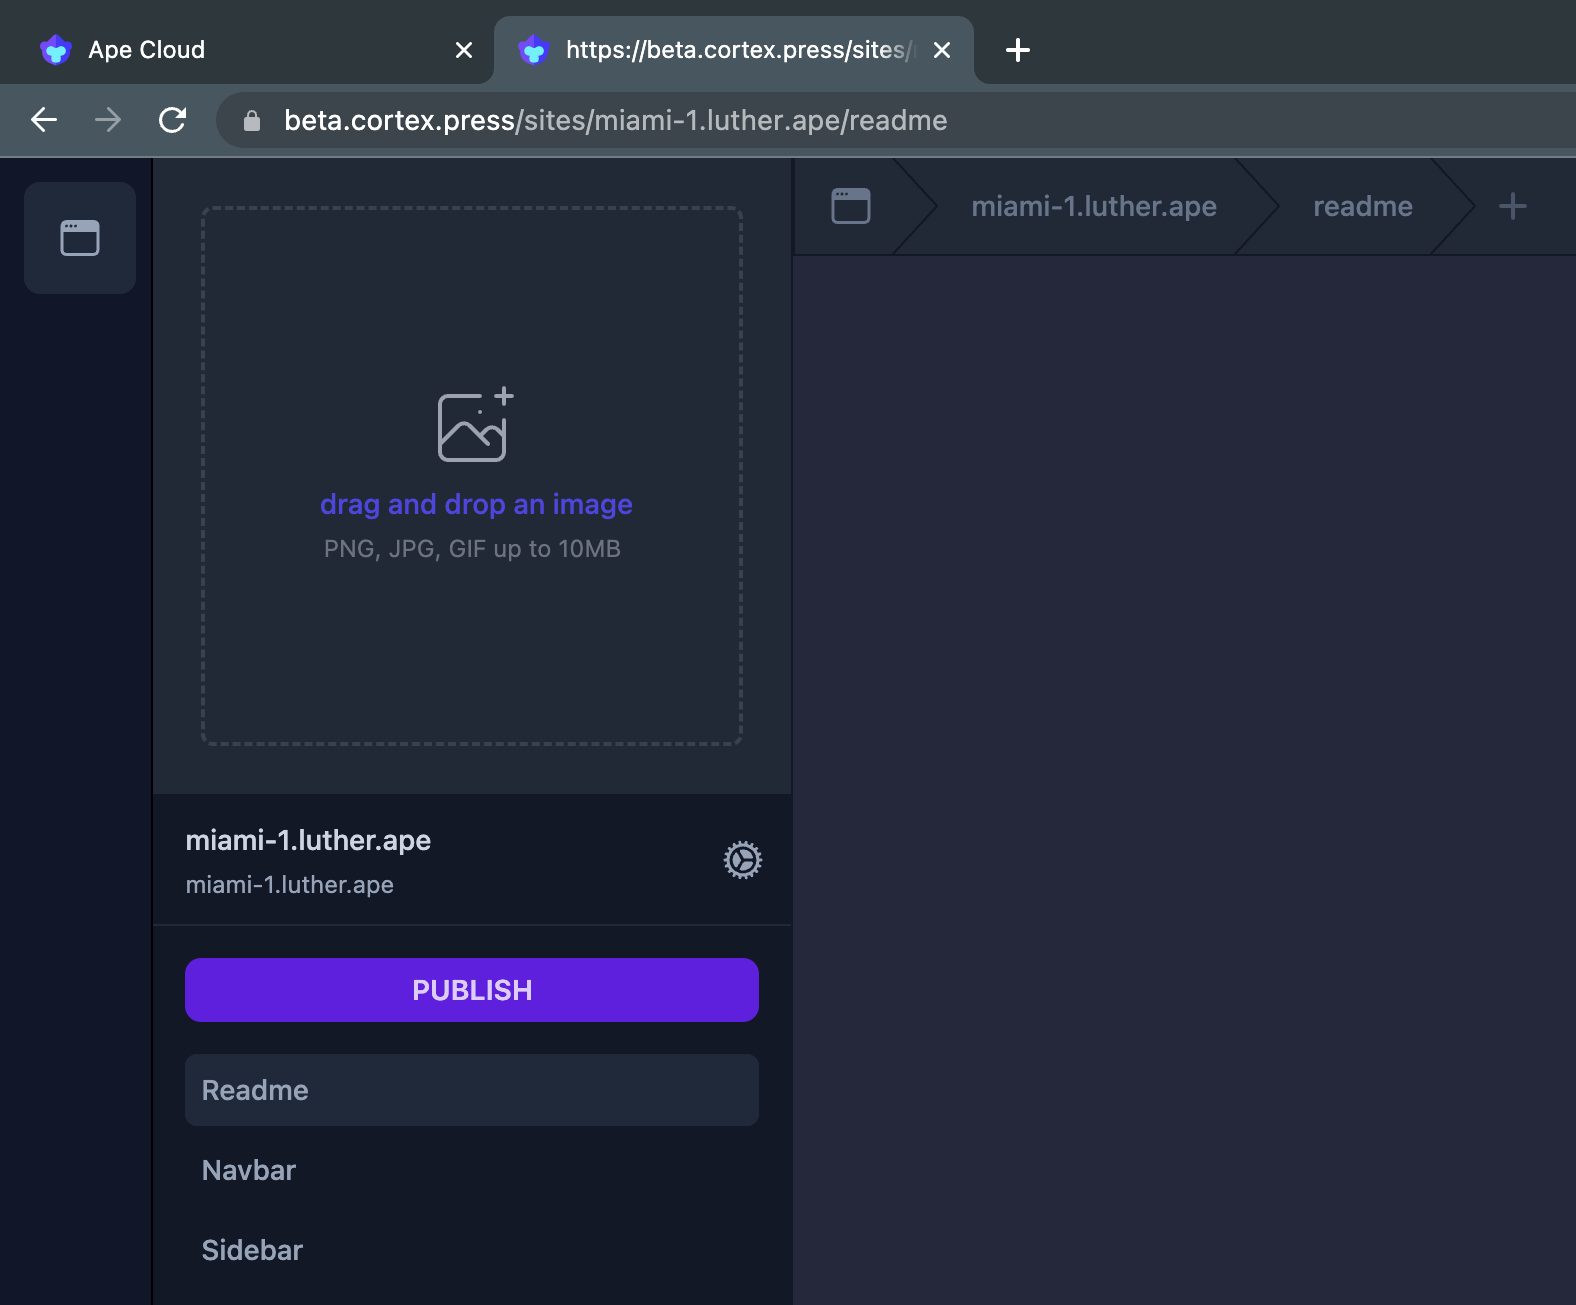 Ape Cloud
https://beta.cortex.press/sites/
beta.cortex.press/sites/miami-1.luther.ape/readme
miami-1.luther.ape
readme
drag and drop an image
PNG, JPG, GIF up to 10MB
miami-1.luther.ape
miami-1.luther.ape
PUBLISH
Readme
Navbar
Sidebar